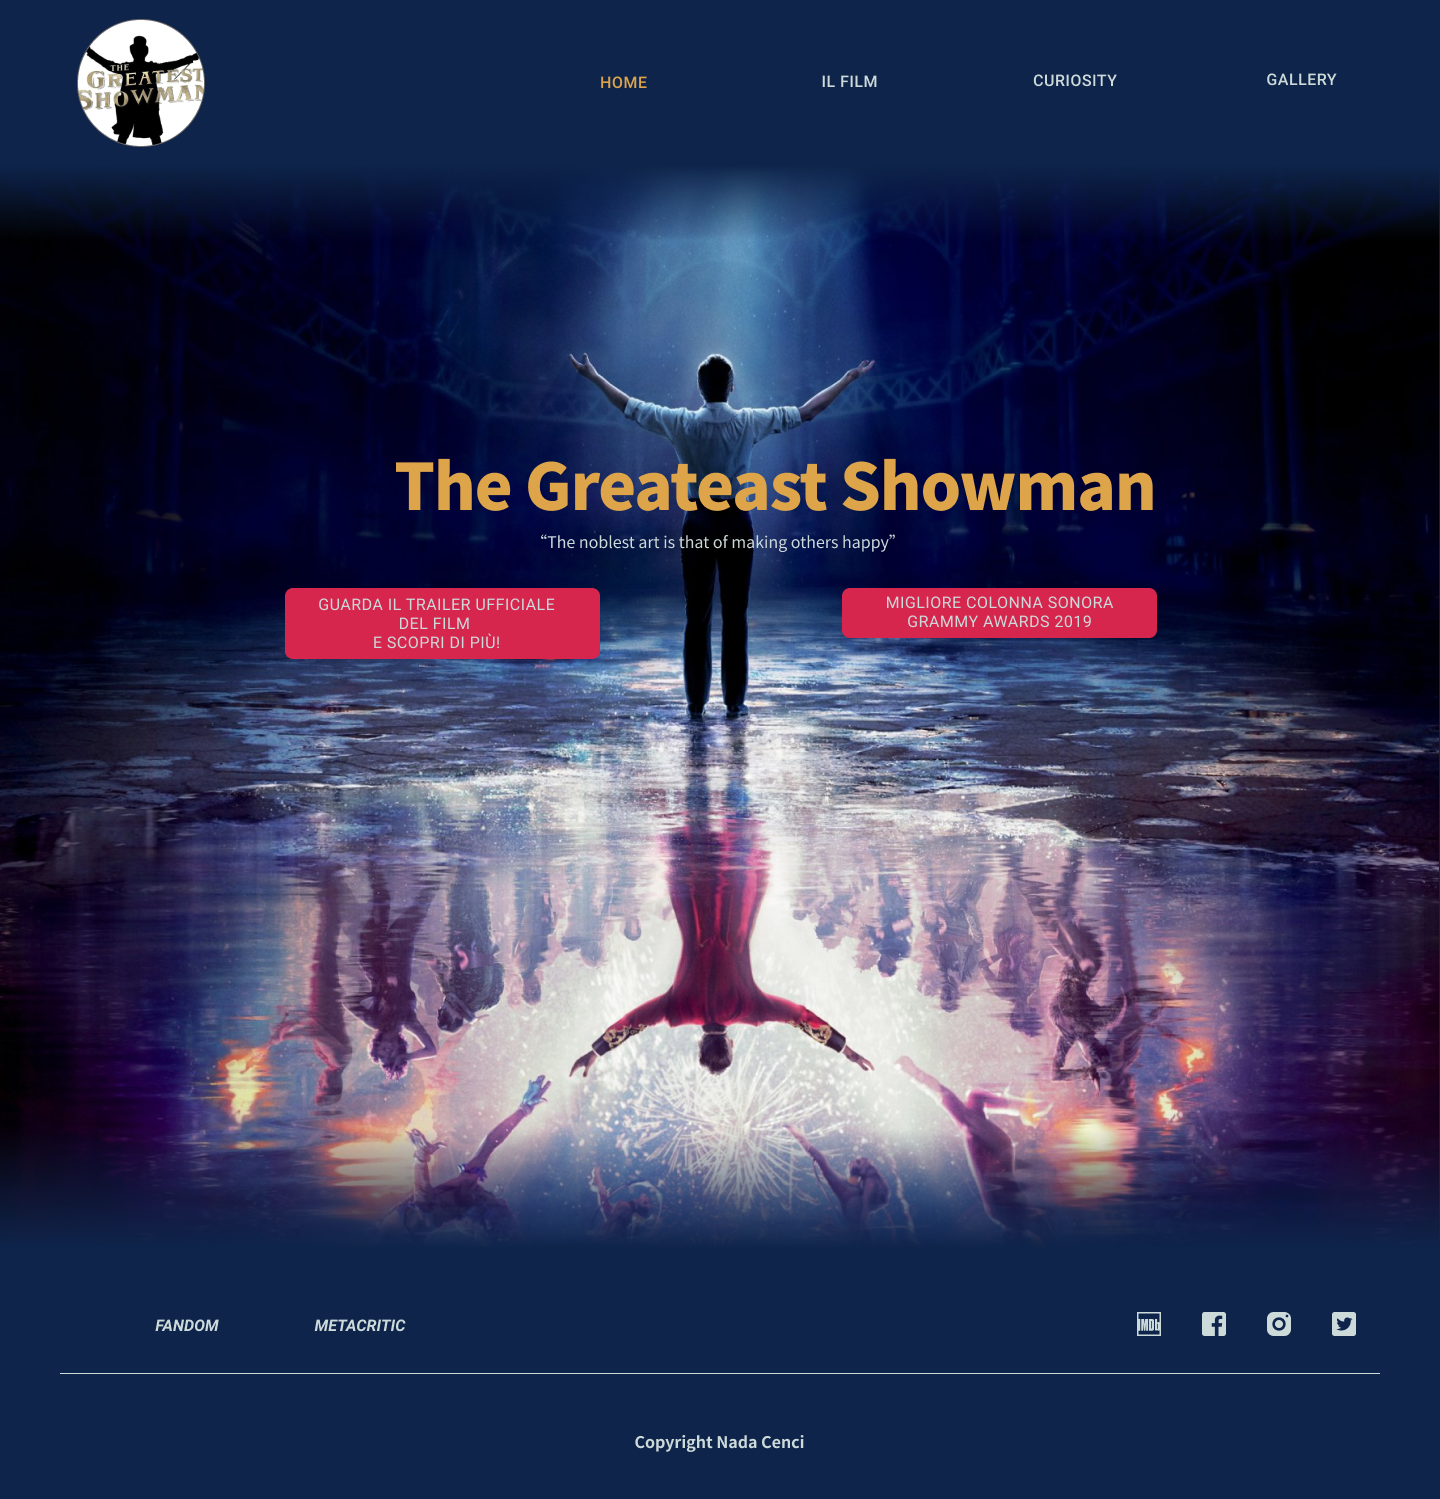 THE
GREATEST
SHOWMAN
HOME
IL FILM
CURIOSITY
GALLERY
The Greateast Showman
“The noblest art is that of making others happy”
GUARDA IL TRAILER UFFICIALE
DEL FILM
E SCOPRI DI PIÙ!
MIGLIORE COLONNA SONORA
GRAMMY AWARDS 2019
FANDOM
METACRITIC
IMDb
Copyright Nada Cenci